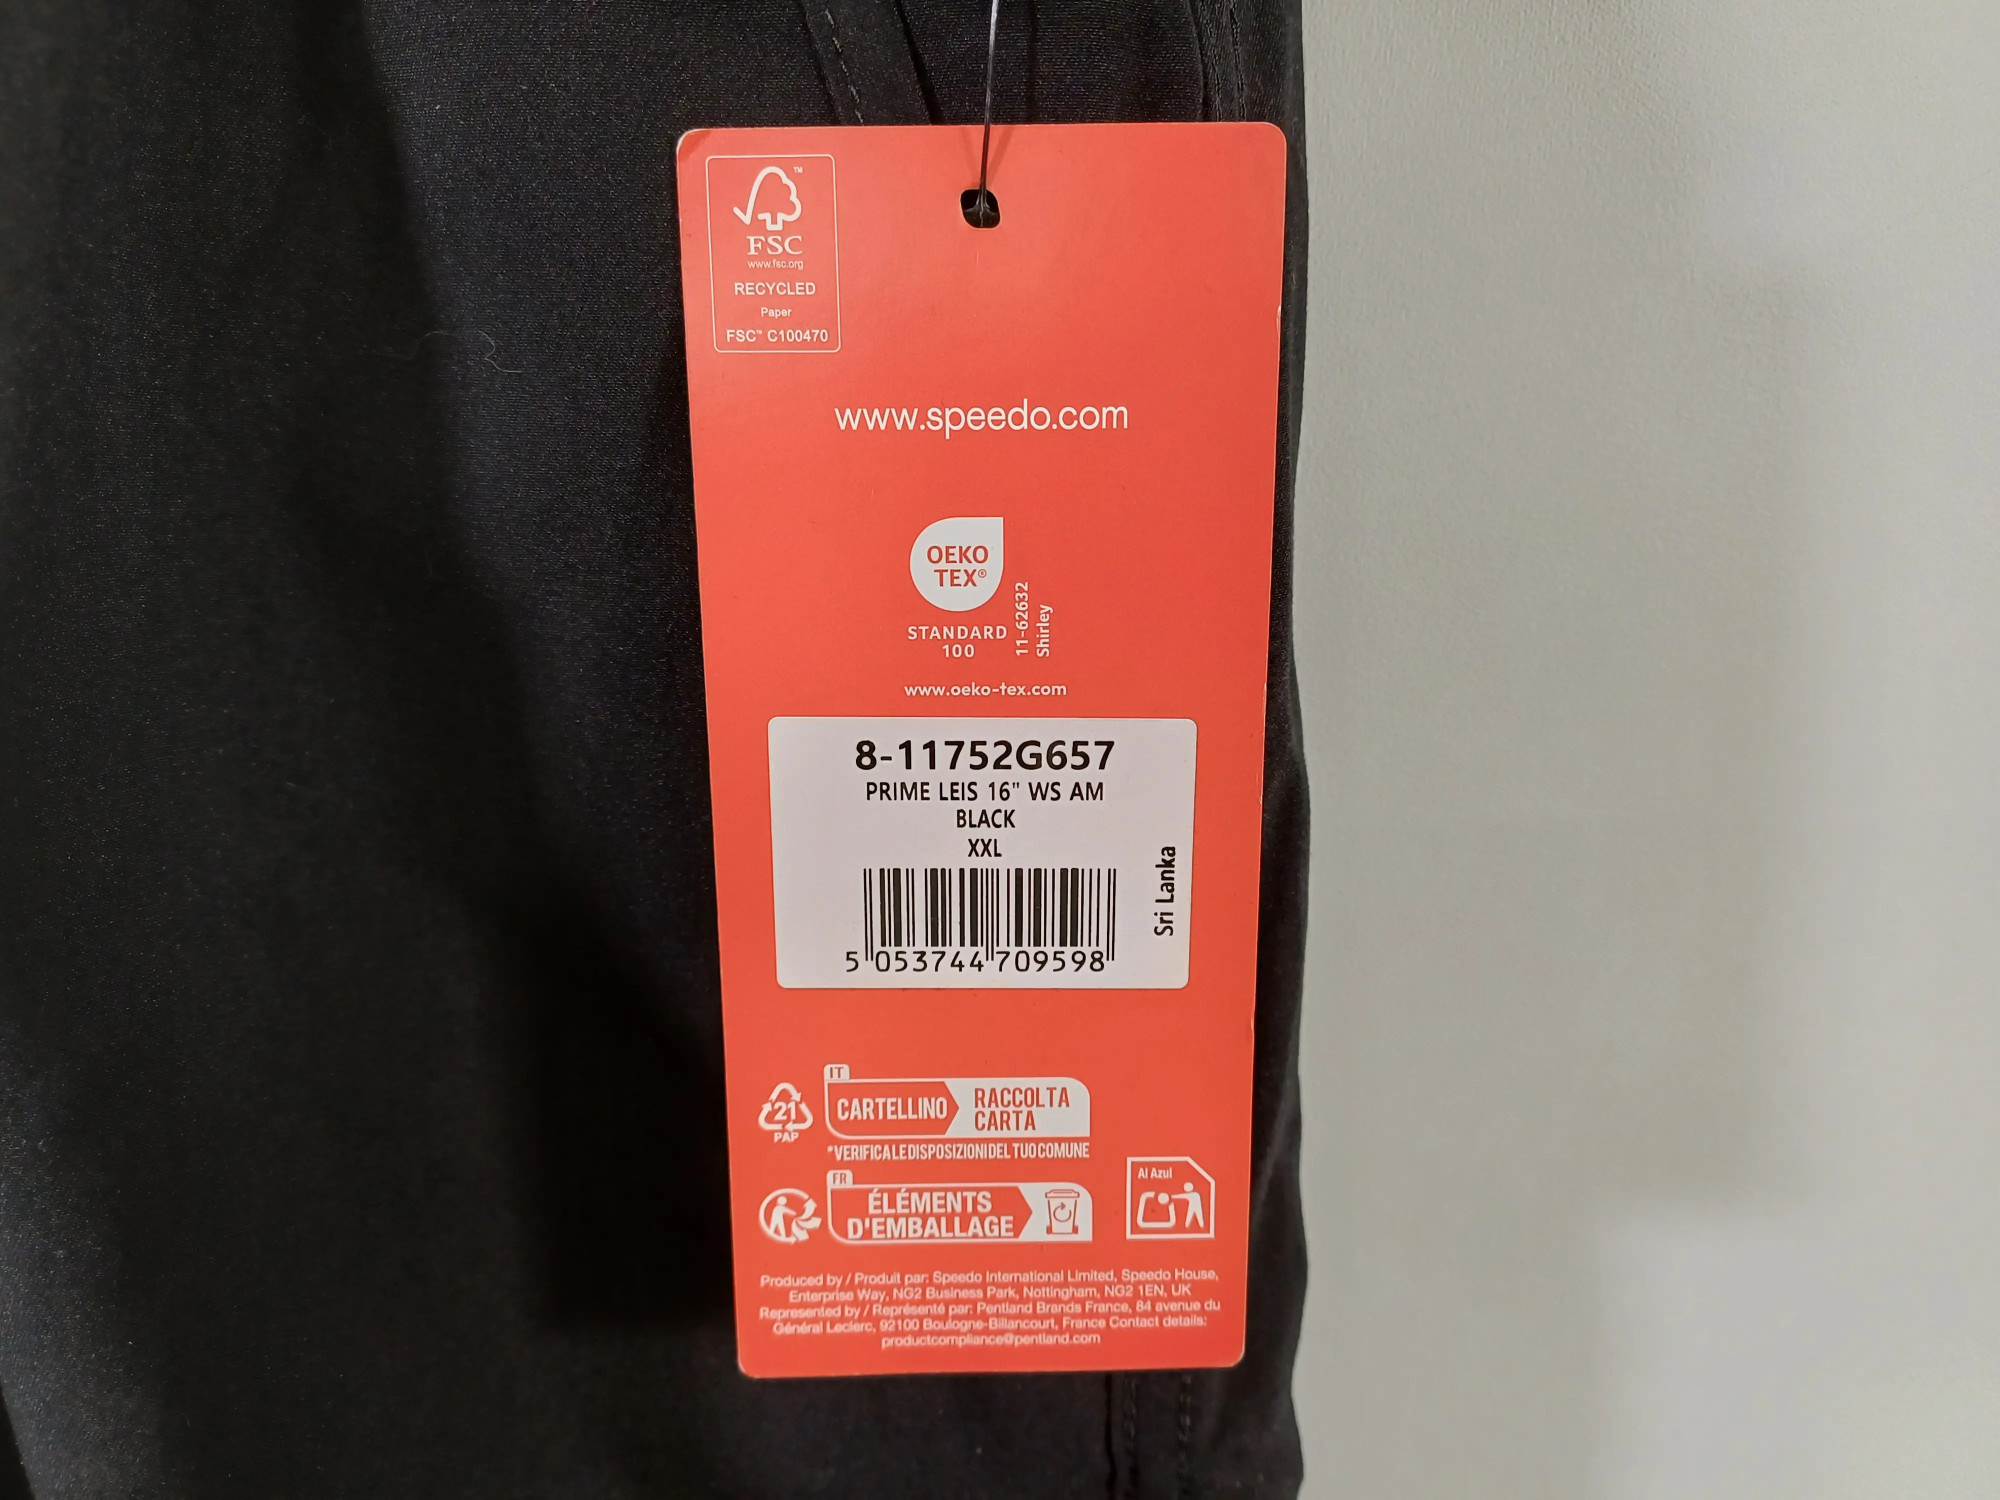 FSC™
www.fsc.org
RECYCLED
Paper
FSC™ C100470
www.speedo.com
OEKO
TEX®
STANDARD
100
11-62632
Shirley
www.oeko-tex.com
8-11752G657
PRIME LEIS 16" WS AM
BLACK
XXL
Sri Lanka
5 053744 709598
IT
21
PAP
CARTELLINO
RACCOLTA
CARTA
*VERIFICA LE DISPOSIZIONI DEL TUO COMUNE
FR
ÉLÉMENTS
D'EMBALLAGE
Al Azul
Produced by / Produit par: Speedo International Limited, Speedo House,
Enterprise Way, NG2 Business Park, Nottingham, NG2 1EN, UK
Represented by / Représenté par: Pentland Brands France, 84 avenue du
Général Leclerc, 92100 Boulogne-Billancourt, France Contact details:
productcompliance@pentland.com